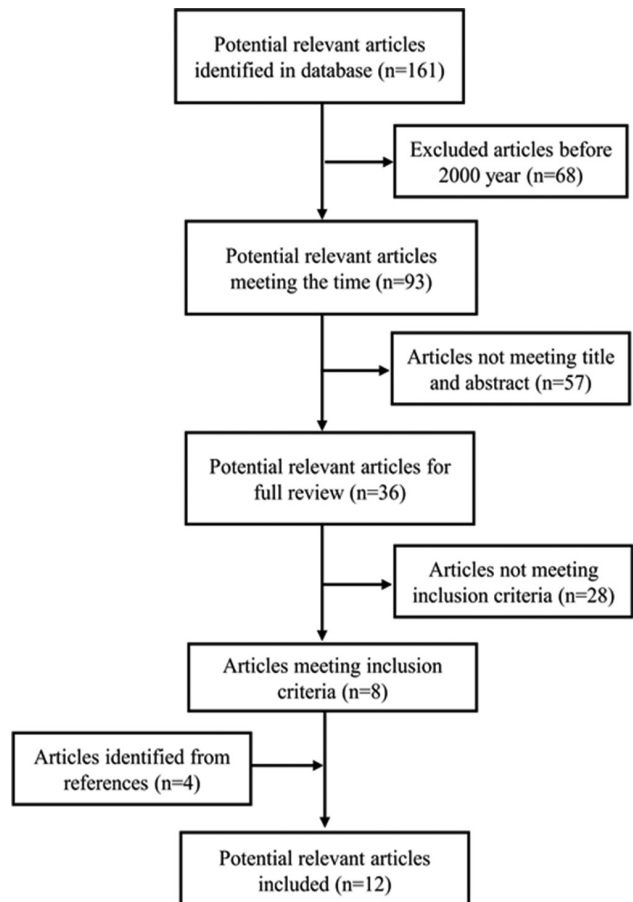 Potential relevant articles
identified in database (n=161)
Excluded articles before
2000 year (n=68)
Potential relevant articles
meeting the time (n=93)
Articles not meeting title
and abstract (n=57)
Potential relevant articles for
full review (n=36)
Articles not meeting
inclusion criteria (n=28)
Articles meeting inclusion
criteria (n=8)
Articles identified from
references (n=4)
Potential relevant articles
included (n=12)